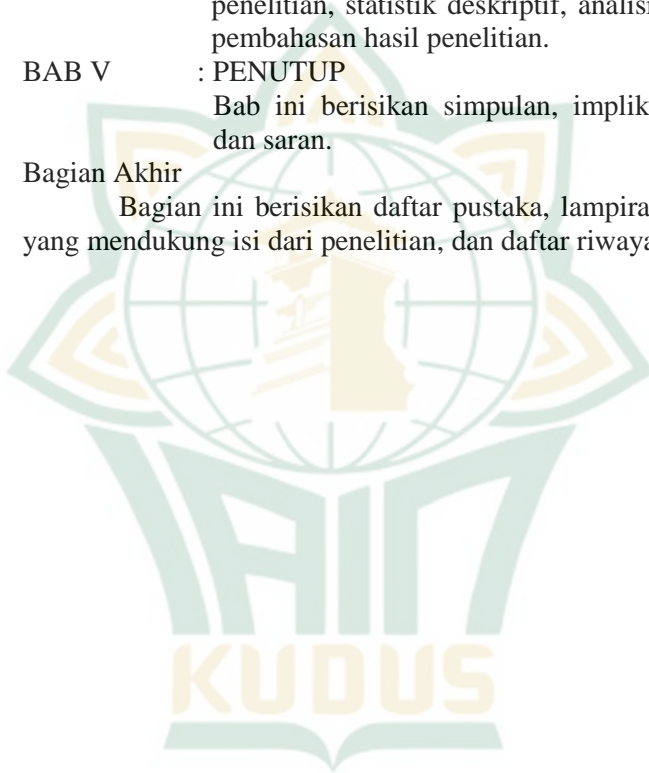 penelitian, statistik deskriptif, analisi
pembahasan hasil penelitian.
BAB V : PENUTUP
Bab ini berisikan simpulan, implik
dan saran.
Bagian Akhir
Bagian ini berisikan daftar pustaka, lampira
yang mendukung isi dari penelitian, dan daftar riwaya
IAIN
KUDUS